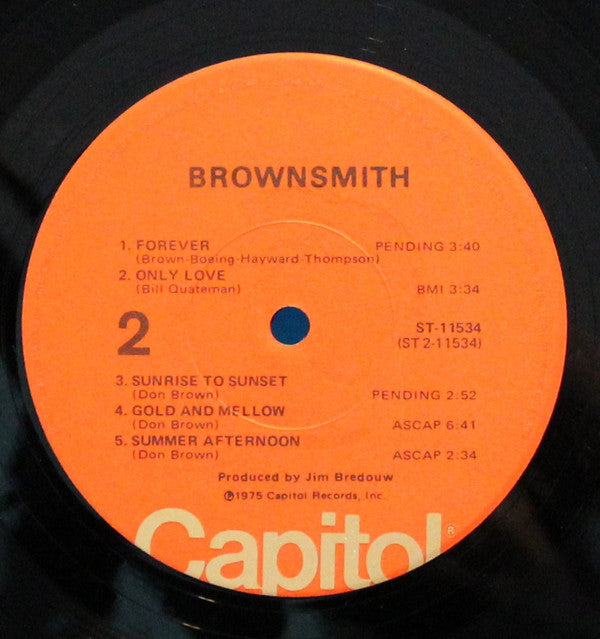 BROWNSMITH
1. FOREVER PENDING 3:40
(Brown-Boeing-Hayward-Thompson)
2. ONLY LOVE
(Bill Quateman) BMI 3:34
2
ST-11534
(ST 2-11534)
3. SUNRISE TO SUNSET
(Don Brown) PENDING 2:52
4. GOLD AND MELLOW
(Don Brown) ASCAP 6:41
5. SUMMER AFTERNOON
(Don Brown) ASCAP 2:34
Produced by Jim Bredouw
℗1975 Capitol Records, Inc.
Capitol®